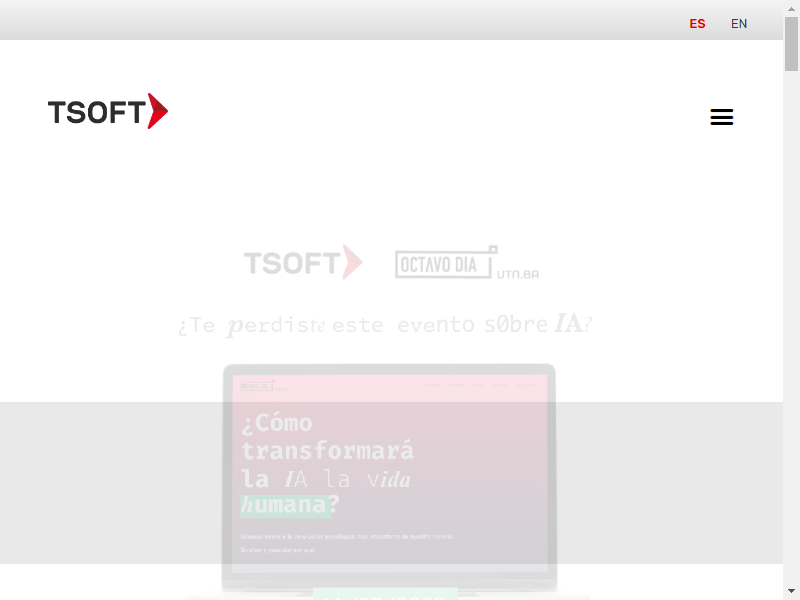 ES EN
TSOFT
TSOFT OCTAVO DIA UTN.BA
¿Te perdiste este evento s0bre IA?
¿Cómo
transformará
la IA la vida
humana?